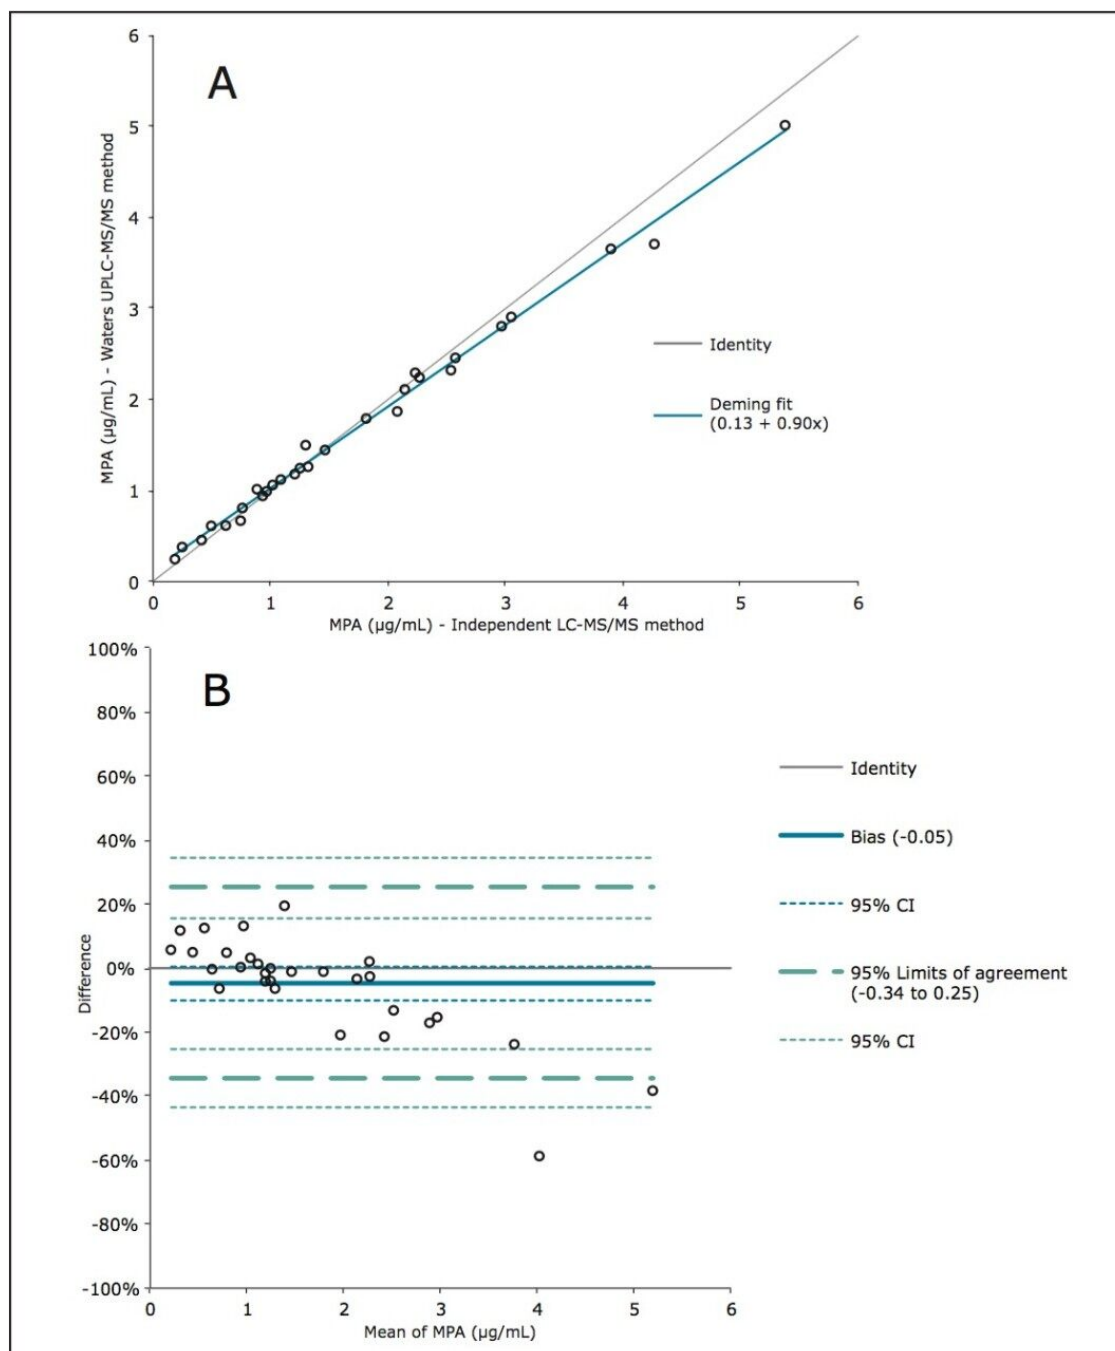 A
6
5
4
3
2
1
0
MPA (µg/mL) - Waters UPLC-MS/MS method
Identity
Deming fit
(0.13 + 0.90x)
0 1 2 3 4 5 6
MPA (µg/mL) - Independent LC-MS/MS method
B
100%
80%
60%
40%
20%
0%
-20%
-40%
-60%
-80%
-100%
Difference
Identity
Bias (-0.05)
95% CI
95% Limits of agreement
(-0.34 to 0.25)
95% CI
0 1 2 3 4 5 6
Mean of MPA (µg/mL)